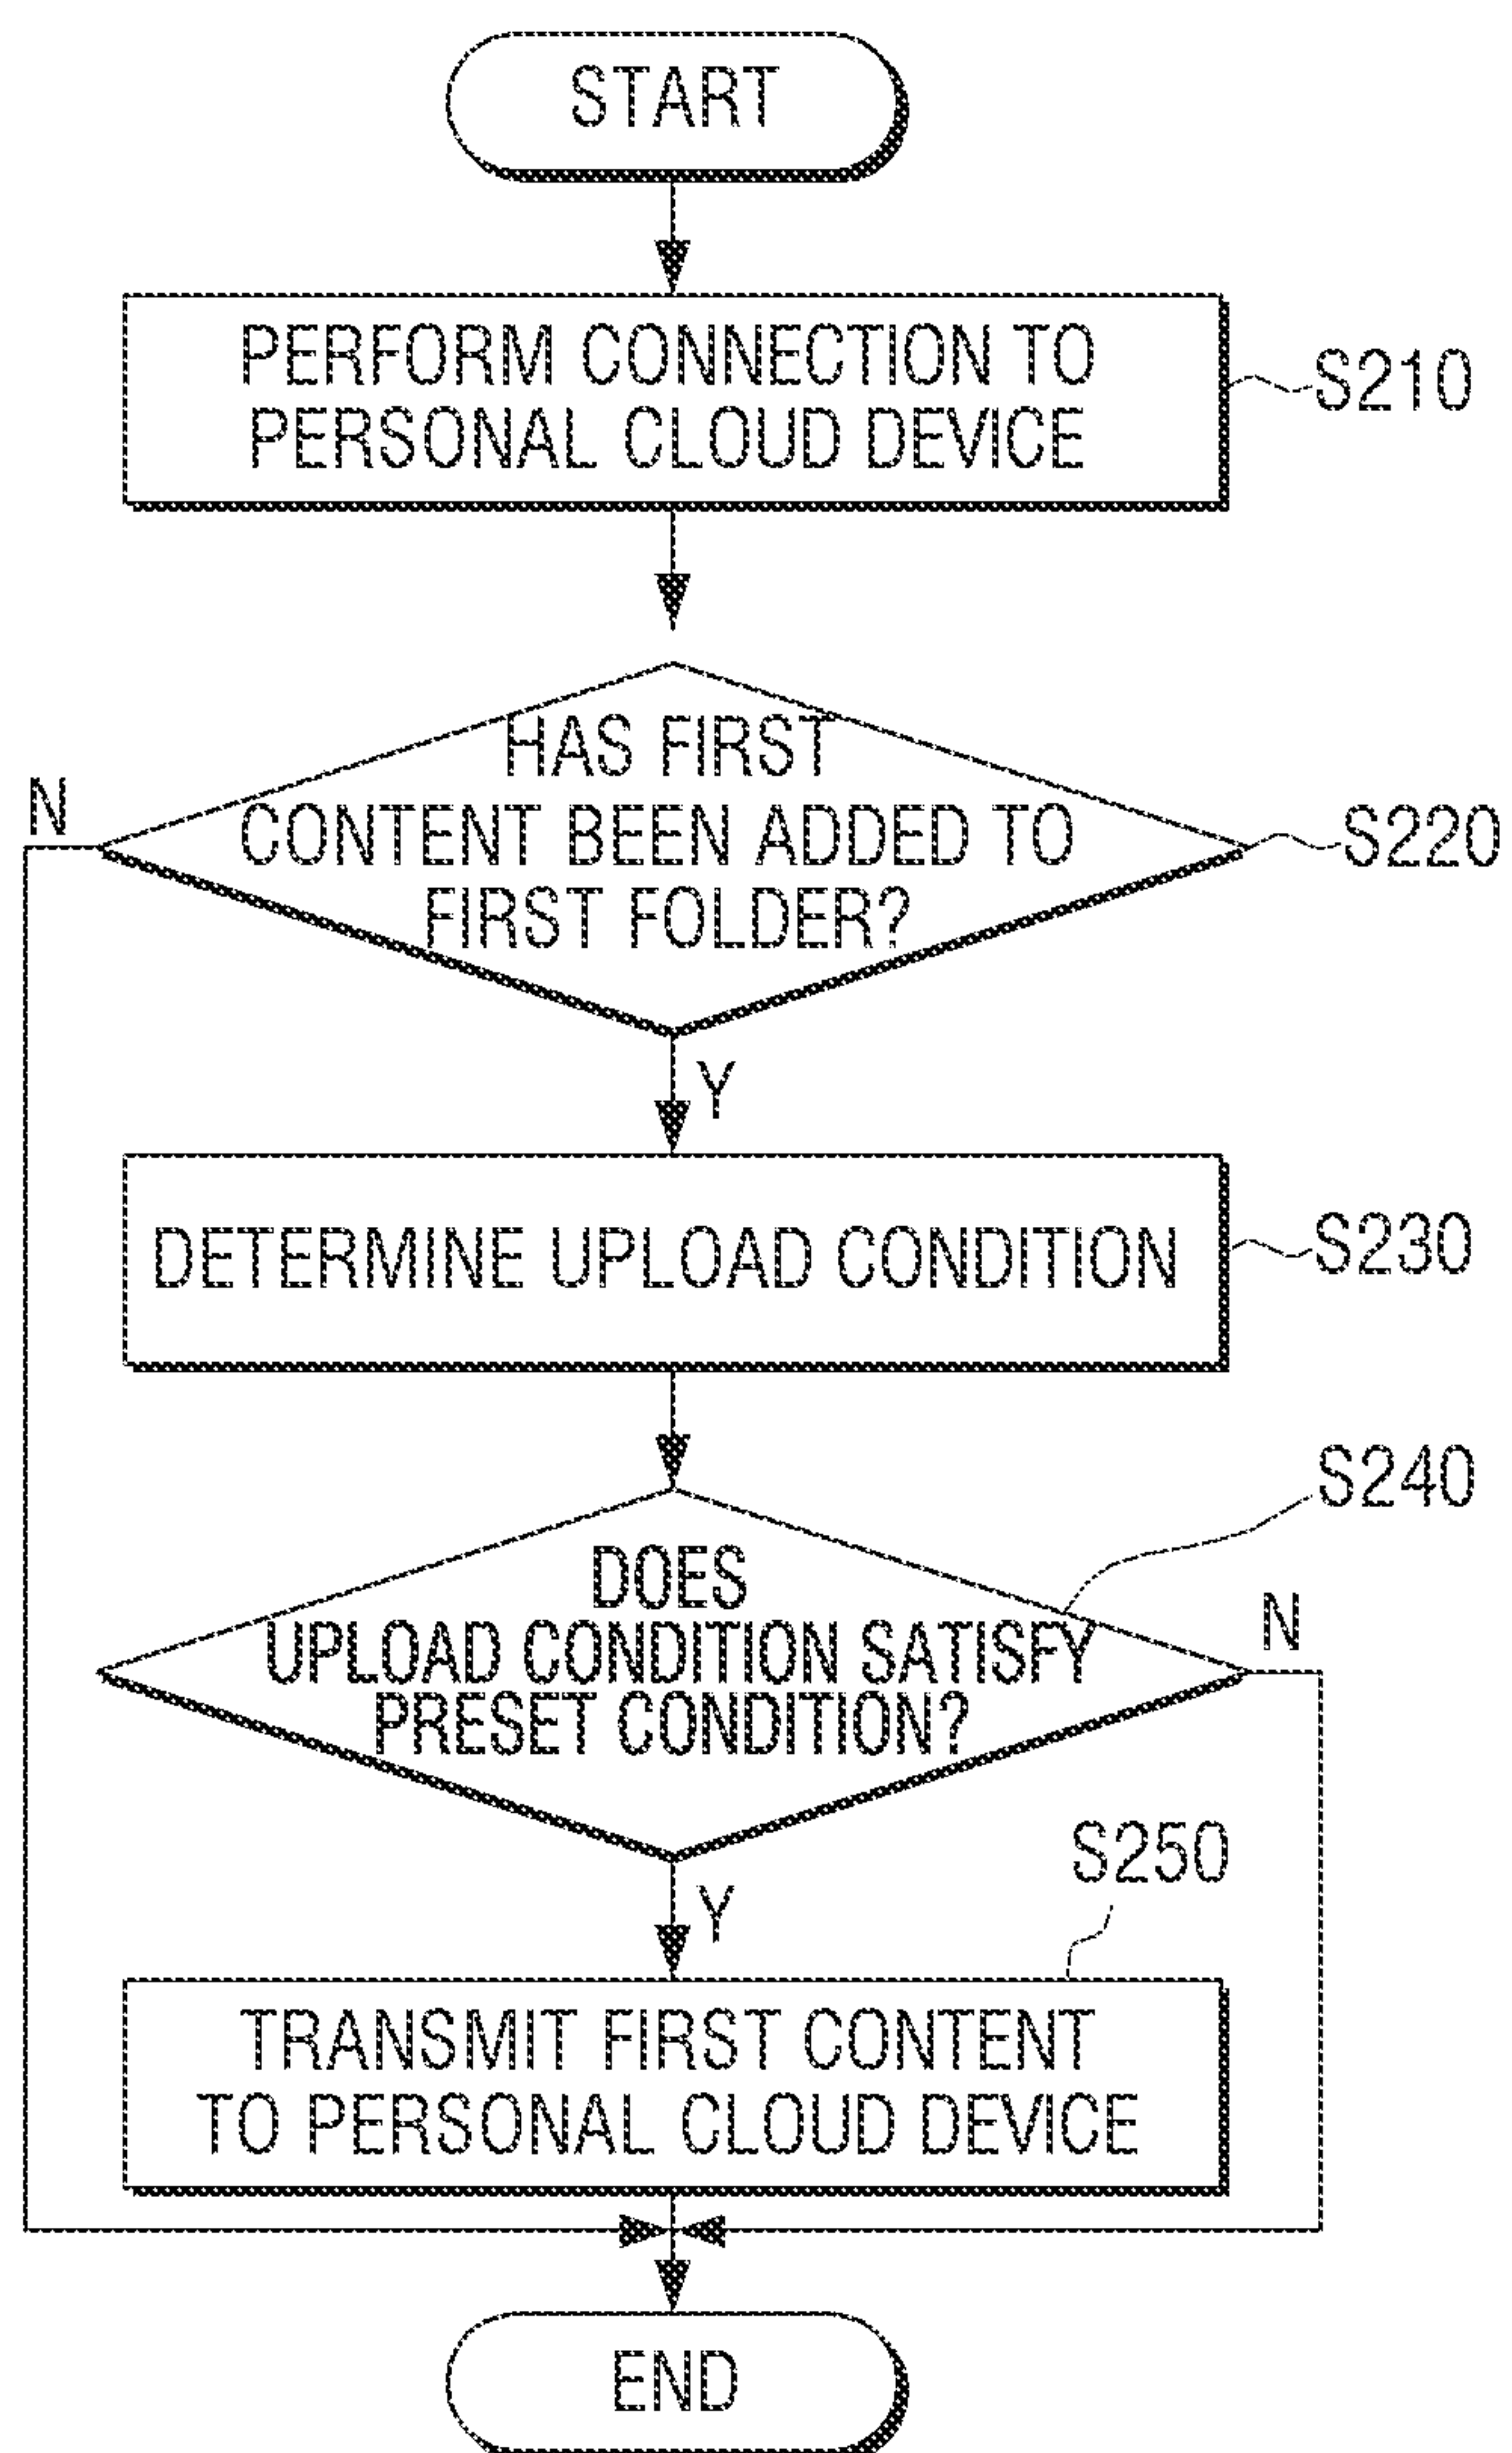 START
PERFORM CONNECTION TO
PERSONAL CLOUD DEVICE
S210
HAS FIRST
CONTENT BEEN ADDED TO
FIRST FOLDER?
N
S220
Y
DETERMINE UPLOAD CONDITION
S230
S240
DOES
UPLOAD CONDITION SATISFY
PRESET CONDITION?
N
Y
S250
TRANSMIT FIRST CONTENT
TO PERSONAL CLOUD DEVICE
END